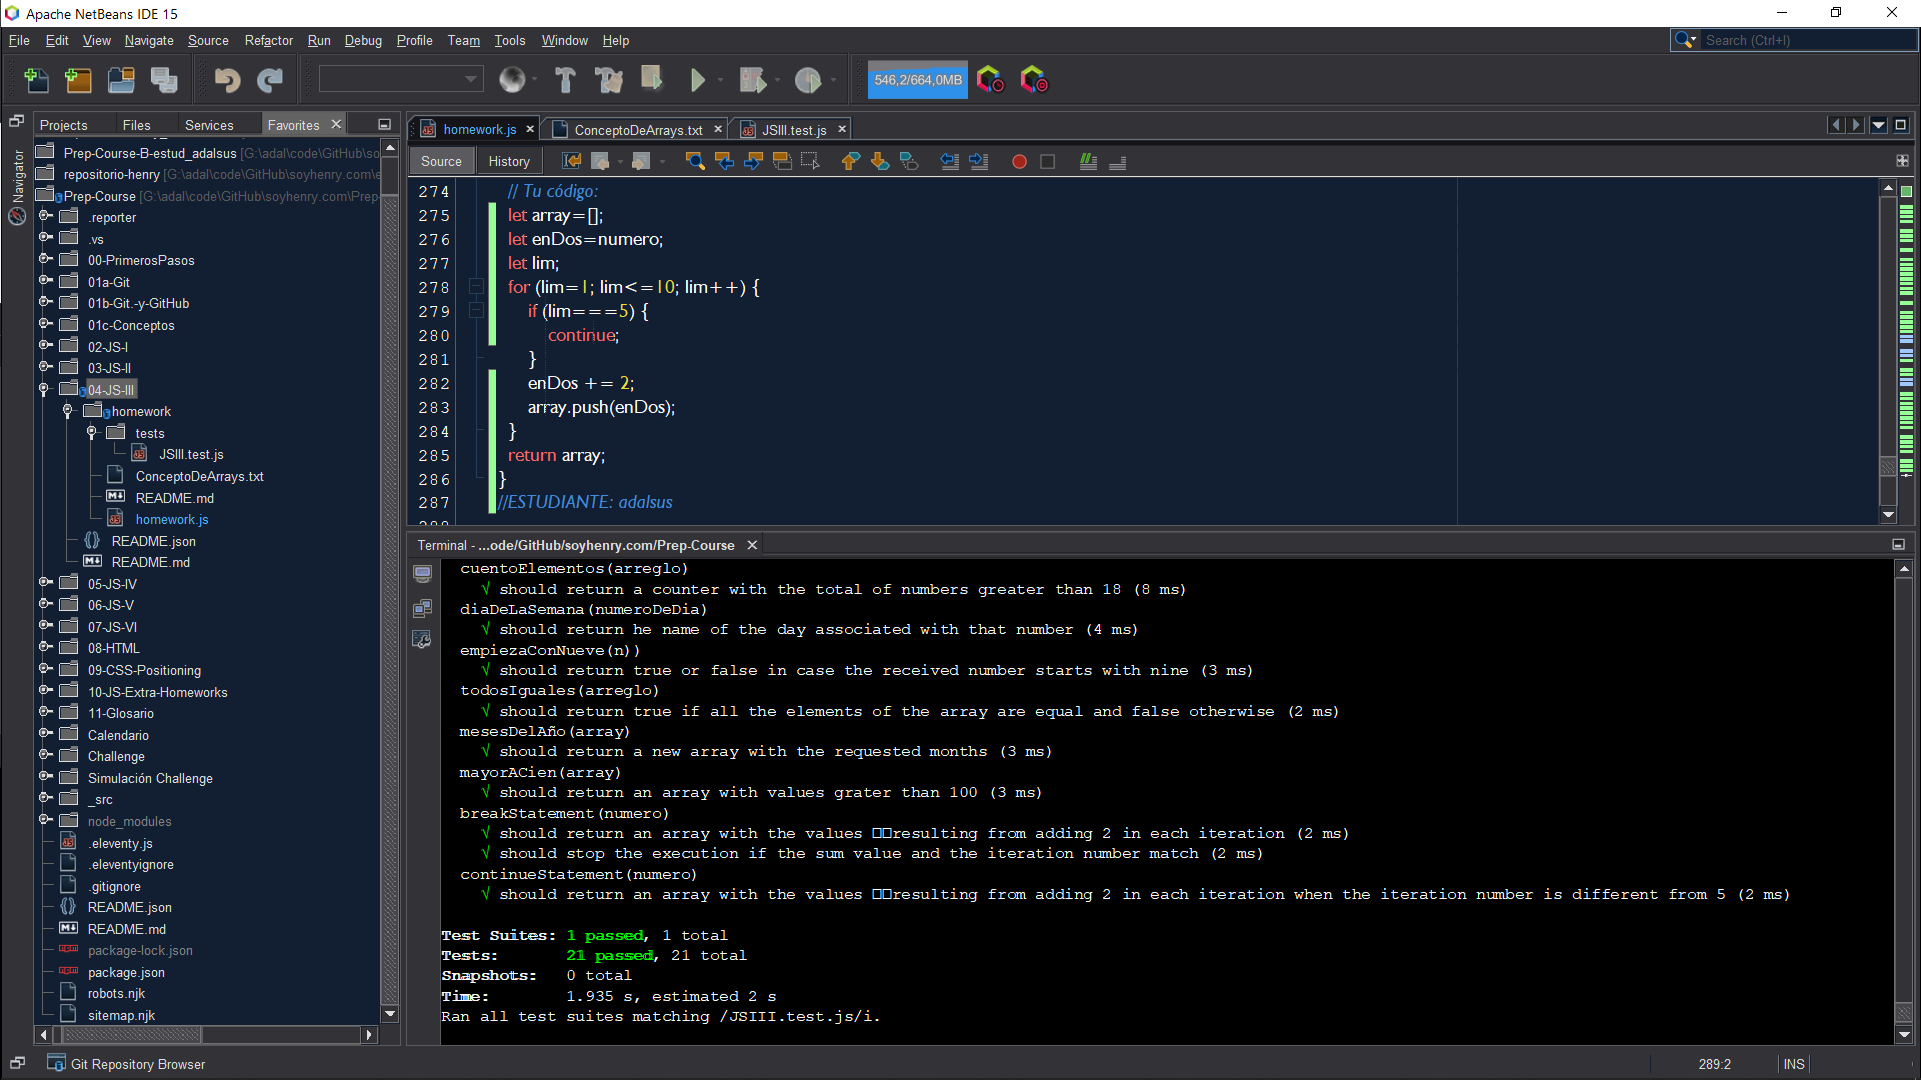 Apache NetBeans IDE 15
File Edit View Navigate Source Refactor Run Debug Profile Team Tools Window Help
Search (Ctrl+I)
546,2/664,0MB
Projects Files Services Favorites
Navigator
Prep-Course-B-estud_adalsus [G:\adal\code\GitHub\so
repositorio-henry [G:\adal\code\GitHub\soyhenry.com\e
Prep-Course [G:\adal\code\GitHub\soyhenry.com\Prep-
.reporter
.vs
00-PrimerosPasos
01a-Git
01b-Git.-y-GitHub
01c-Conceptos
02-JS-I
03-JS-II
04-JS-III
homework
tests
JSIII.test.js
ConceptoDeArrays.txt
README.md
homework.js
README.json
README.md
05-JS-IV
06-JS-V
07-JS-VI
08-HTML
09-CSS-Positioning
10-JS-Extra-Homeworks
11-Glosario
Calendario
Challenge
Simulación Challenge
_src
node_modules
.eleventy.js
.eleventyignore
.gitignore
README.json
README.md
package-lock.json
package.json
robots.njk
sitemap.njk
homework.js ConceptoDeArrays.txt JSIII.test.js
Source History
274 // Tu código:
275 let array=[];
276 let enDos=numero;
277 let lim;
278 for (lim=1; lim<=10; lim++) {
279 if (lim===5) {
280 continue;
281 }
282 enDos += 2;
283 array.push(enDos);
284 }
285 return array;
286 }
287 //ESTUDIANTE: adalsus
Terminal - ...ode/GitHub/soyhenry.com/Prep-Course
cuentoElementos(arreglo)
√ should return a counter with the total of numbers greater than 18 (8 ms)
diaDeLaSemana(numeroDeDia)
√ should return he name of the day associated with that number (4 ms)
empiezaConNueve(n))
√ should return true or false in case the received number starts with nine (3 ms)
todosIguales(arreglo)
√ should return true if all the elements of the array are equal and false otherwise (2 ms)
mesesDelAño(array)
√ should return a new array with the requested months (3 ms)
mayorACien(array)
√ should return an array with values grater than 100 (3 ms)
breakStatement(numero)
√ should return an array with the values □□resulting from adding 2 in each iteration (2 ms)
√ should stop the execution if the sum value and the iteration number match (2 ms)
continueStatement(numero)
√ should return an array with the values □□resulting from adding 2 in each iteration when the iteration number is different from 5 (2 ms)
Test Suites: 1 passed, 1 total
Tests: 21 passed, 21 total
Snapshots: 0 total
Time: 1.935 s, estimated 2 s
Ran all test suites matching /JSIII.test.js/i.
Git Repository Browser
289:2 INS